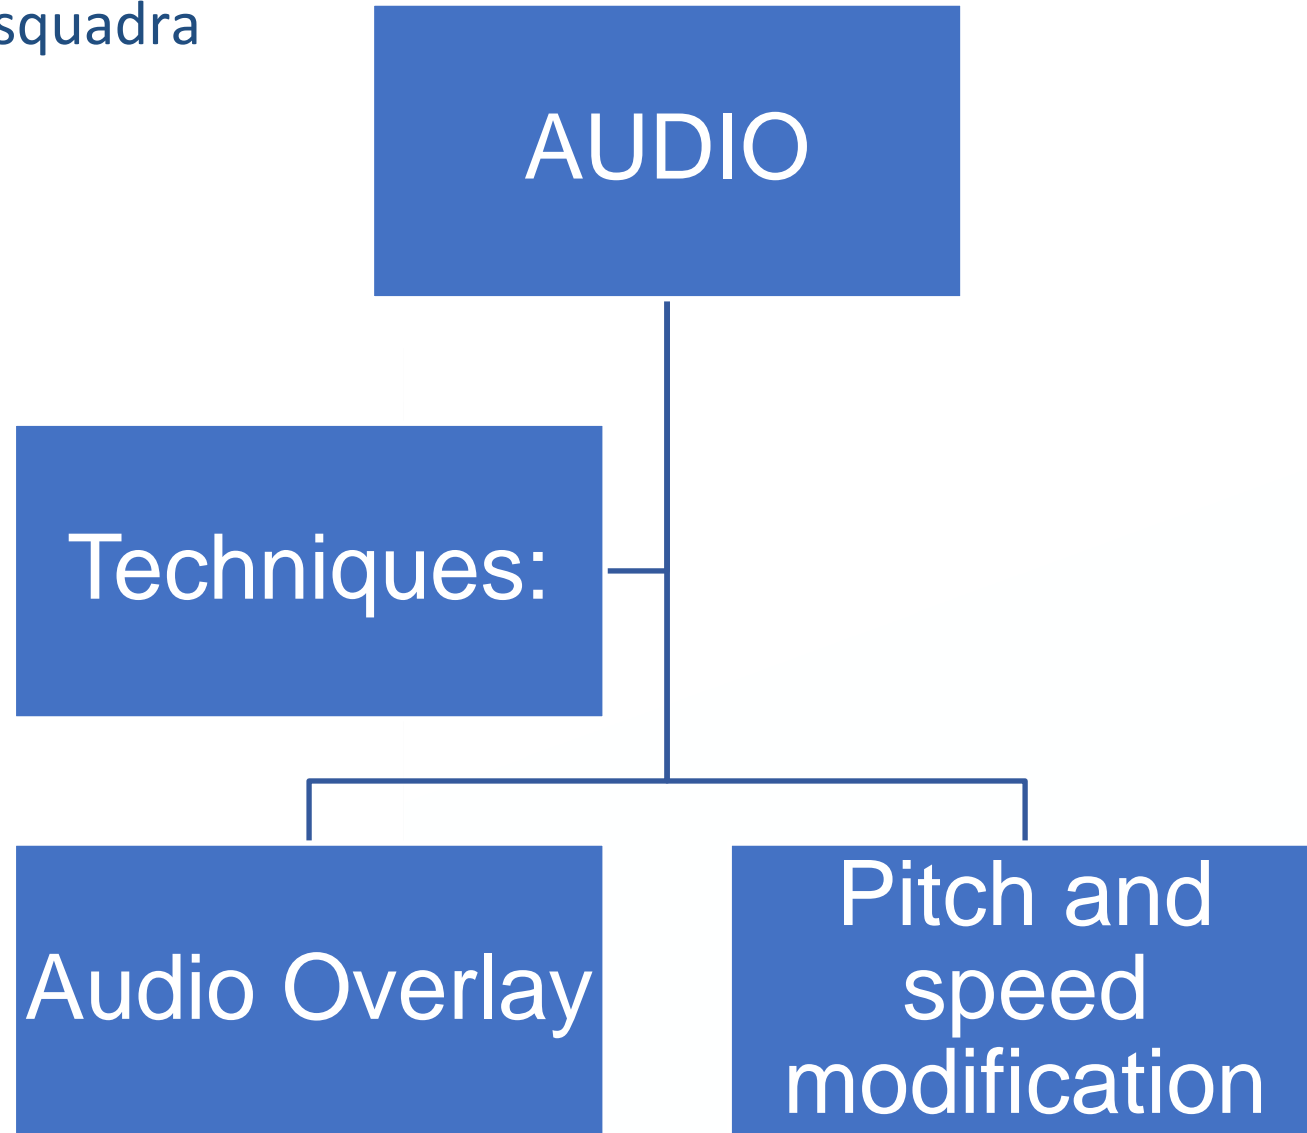 squadra
AUDIO
Techniques:
Audio Overlay
Pitch and
speed
modification